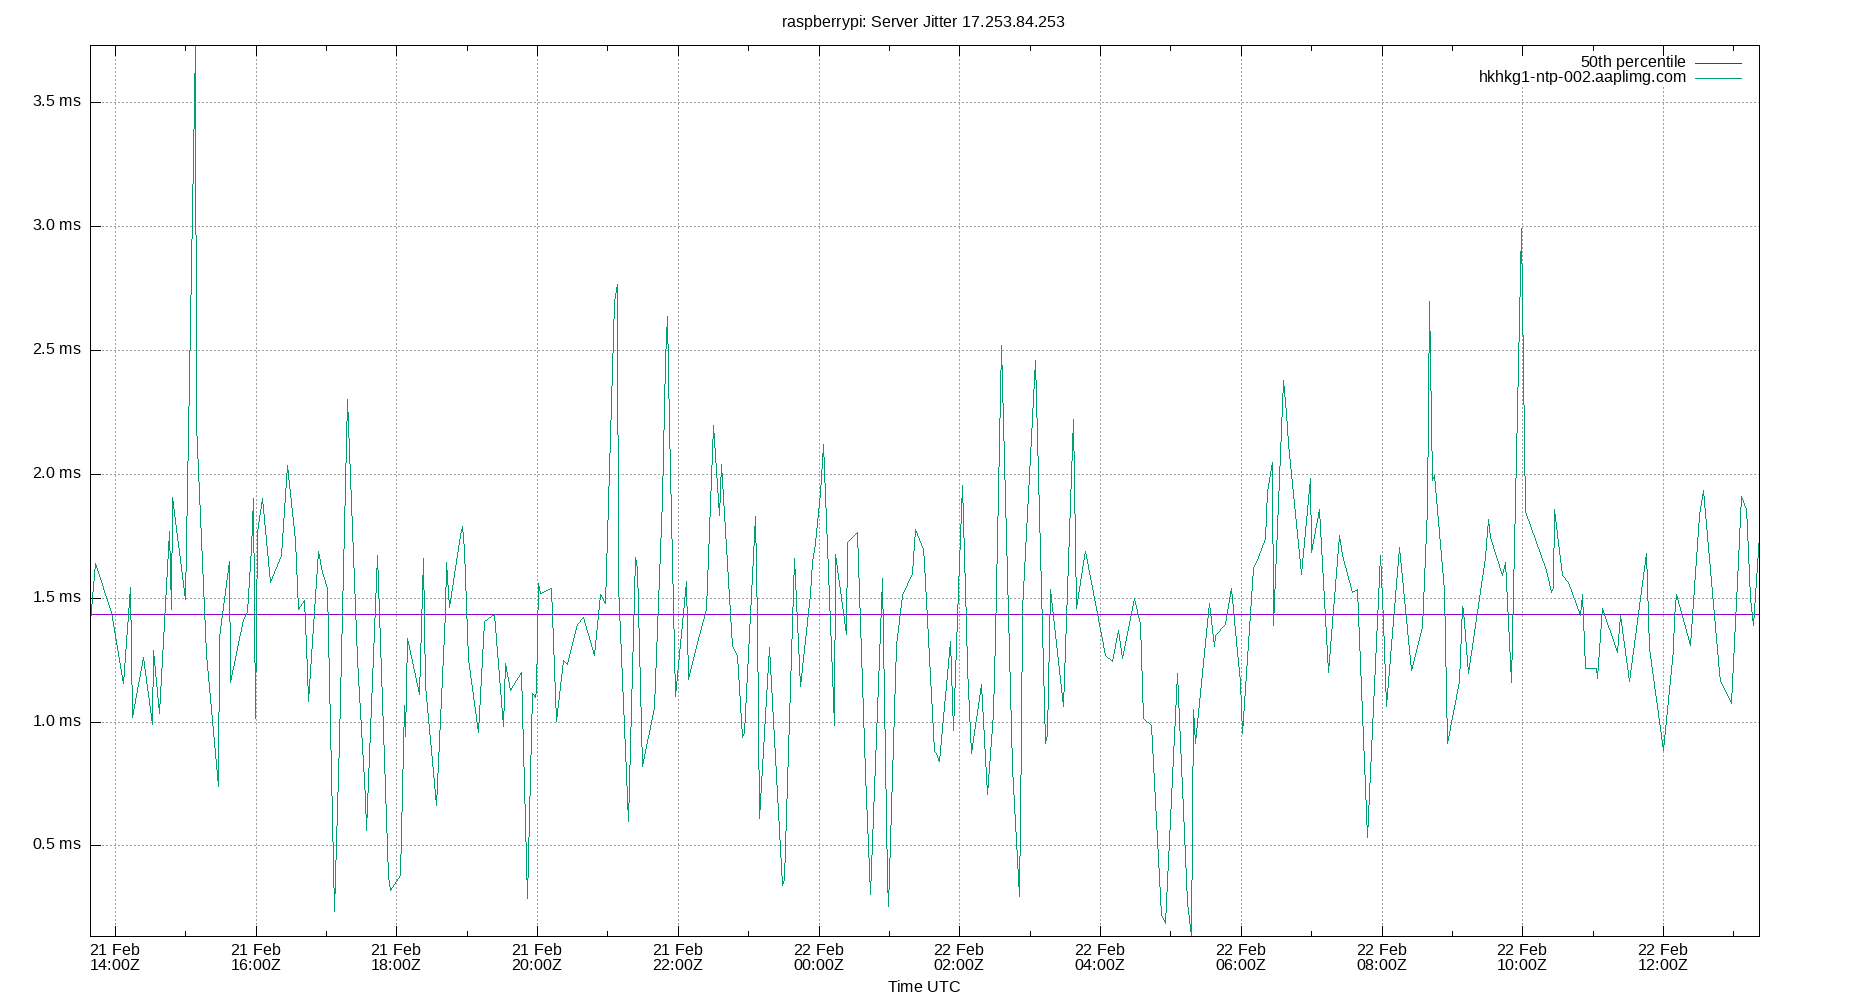 raspberrypi: Server Jitter 17.253.84.253
50th percentile
hkhkg1-ntp-002.aaplimg.com
3.5 ms
3.0 ms
2.5 ms
2.0 ms
1.5 ms
1.0 ms
0.5 ms
21 Feb 21 Feb 21 Feb 21 Feb 21 Feb 22 Feb 22 Feb 22 Feb 22 Feb 22 Feb 22 Feb 22 Feb
14:00Z 16:00Z 18:00Z 20:00Z 22:00Z 00:00Z 02:00Z 04:00Z 06:00Z 08:00Z 10:00Z 12:00Z
Time UTC